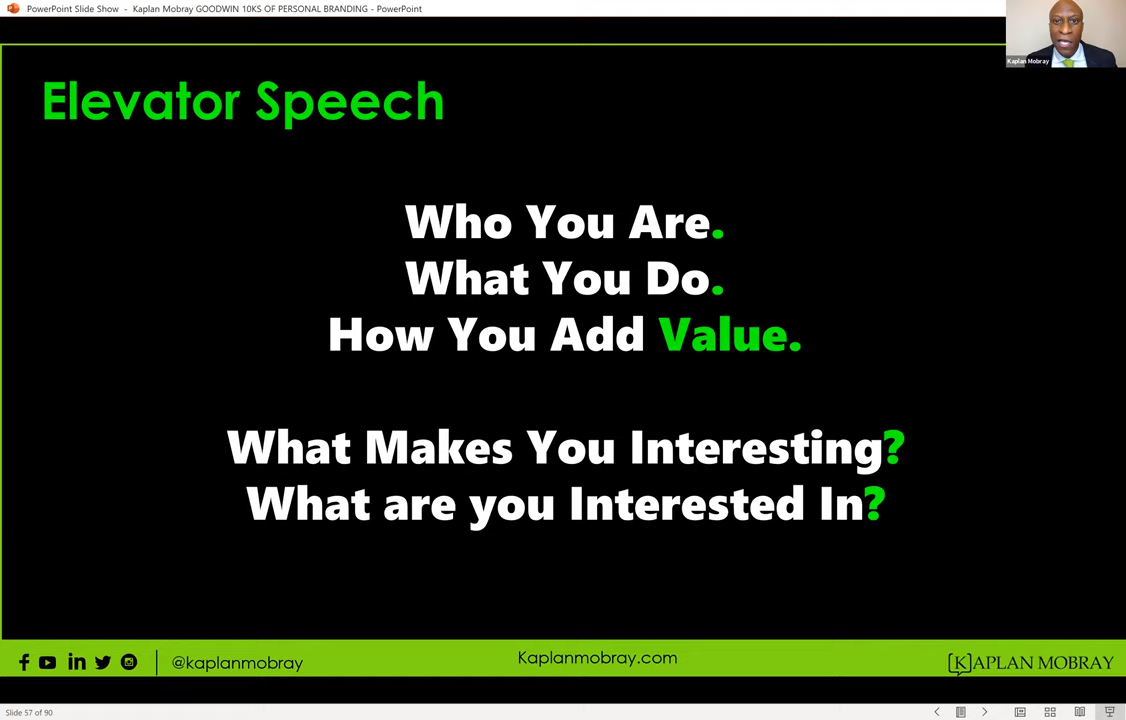 PowerPoint Slide Show - Kaplan Mobray GOODWIN 10KS OF PERSONAL BRANDING - PowerPoint
Kaplan Mobray
Elevator Speech
Who You Are.
What You Do.
How You Add Value.
What Makes You Interesting?
What are you Interested In?
@kaplanmobray
Kaplanmobray.com
[K]APLAN MOBRAY
Slide 57 of 90